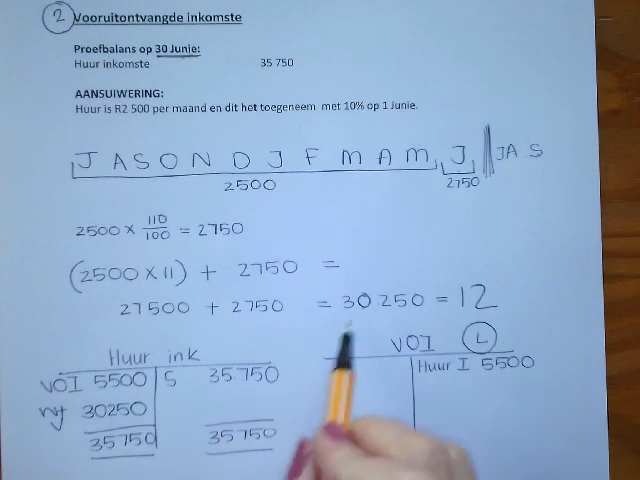 2 Vooruitontvangde inkomste
Proefbalans op 30 Junie:
Huur inkomste 35 750
AANSUIWERING:
Huur is R2 500 per maand en dit het toegeneem met 10% op 1 Junie.
J A S O N D J F M A M J J A S
2500 2750
2500 × 110/100 = 2750
(2500 × 11) + 2750 =
27500 + 2750 = 30 250 = 12
VOI L
Huur ink
Huur I 5500
VOI 5500 S 35750
30250
35750 35750